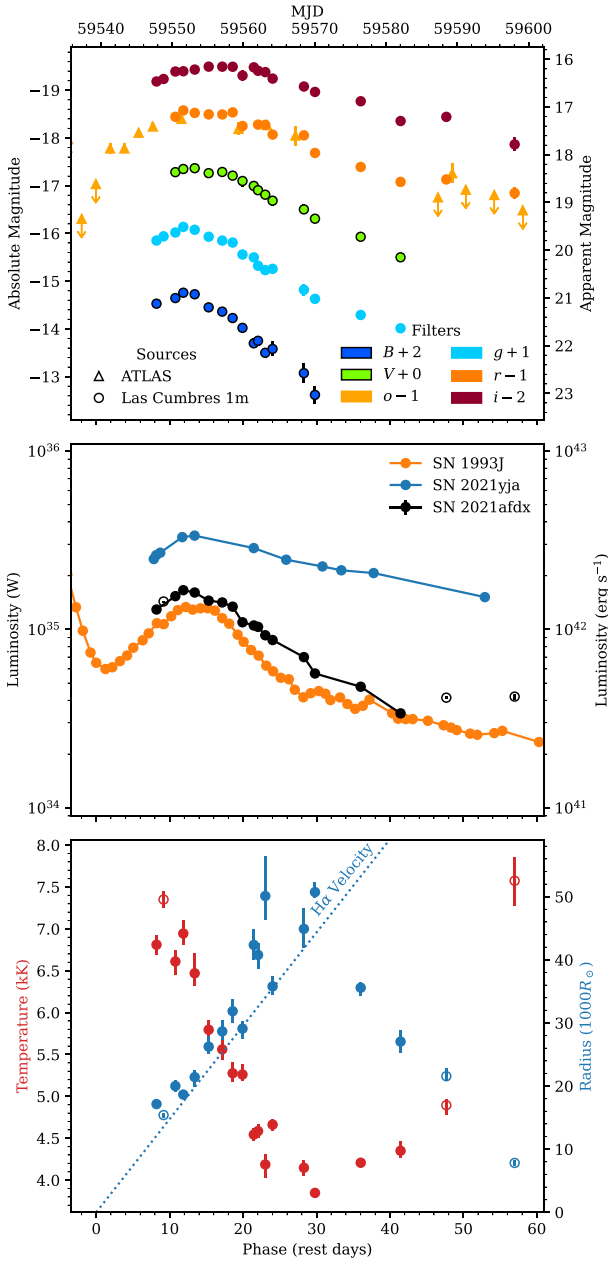 MJD
59540 59550 59560 59570 59580 59590 59600
−19
−18
−17
−16
−15
−14
−13
Absolute Magnitude
16
17
18
19
20
21
22
23
Apparent Magnitude
Sources
ATLAS
Las Cumbres 1m
Filters
B + 2
V + 0
o − 1
g + 1
r − 1
i − 2
10^36
10^35
10^34
Luminosity (W)
10^43
10^42
10^41
Luminosity (erg s^−1)
SN 1993J
SN 2021yja
SN 2021afdx
8.0
7.5
7.0
6.5
6.0
5.5
5.0
4.5
4.0
Temperature (kK)
50
40
30
20
10
0
Radius (1000R⊙)
Hα Velocity
0 10 20 30 40 50 60
Phase (rest days)